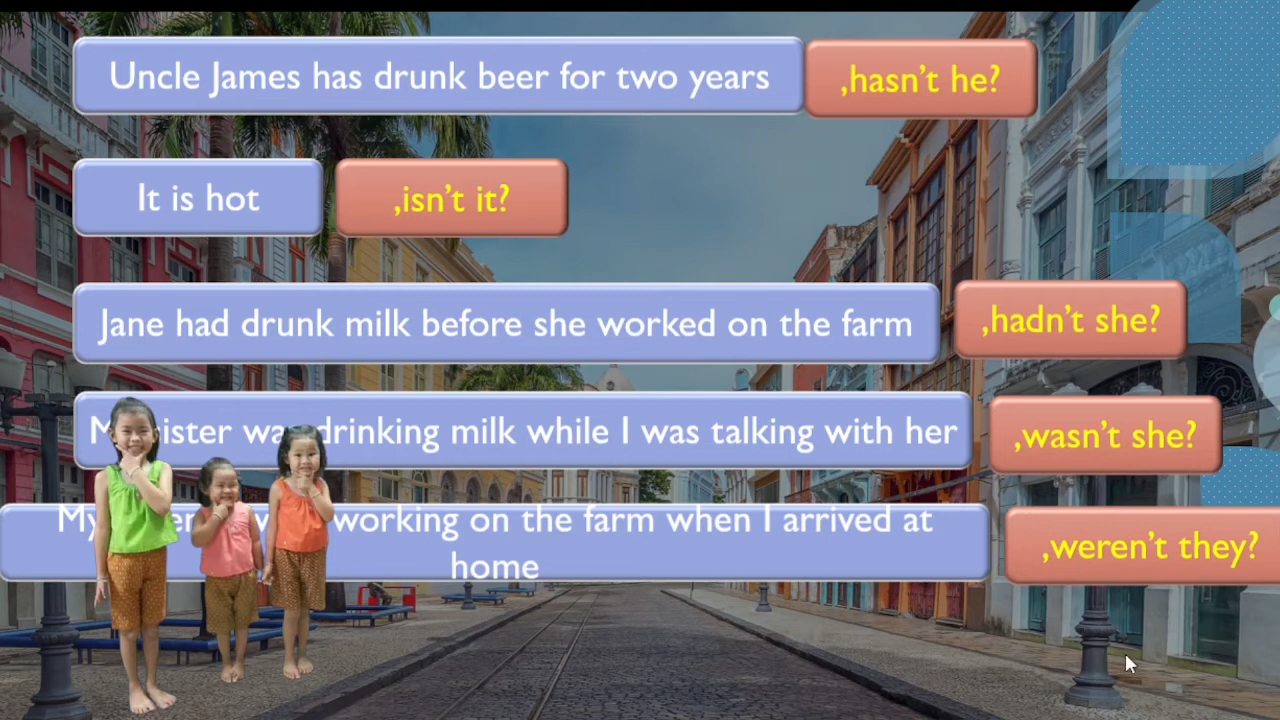 Uncle James has drunk beer for two years ,hasn't he?
It is hot ,isn't it?
Jane had drunk milk before she worked on the farm ,hadn't she?
sister was drinking milk while I was talking with her ,wasn't she?
My working on the farm when I arrived at
home
,weren't they?